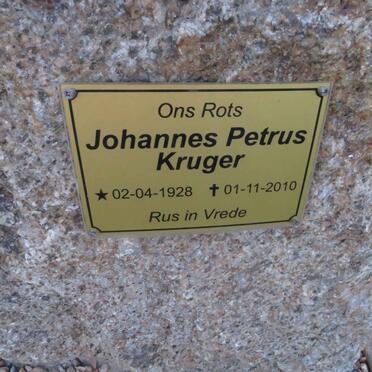 Ons Rots
Johannes Petrus
Kruger
★ 02-04-1928 ✝ 01-11-2010
Rus in Vrede